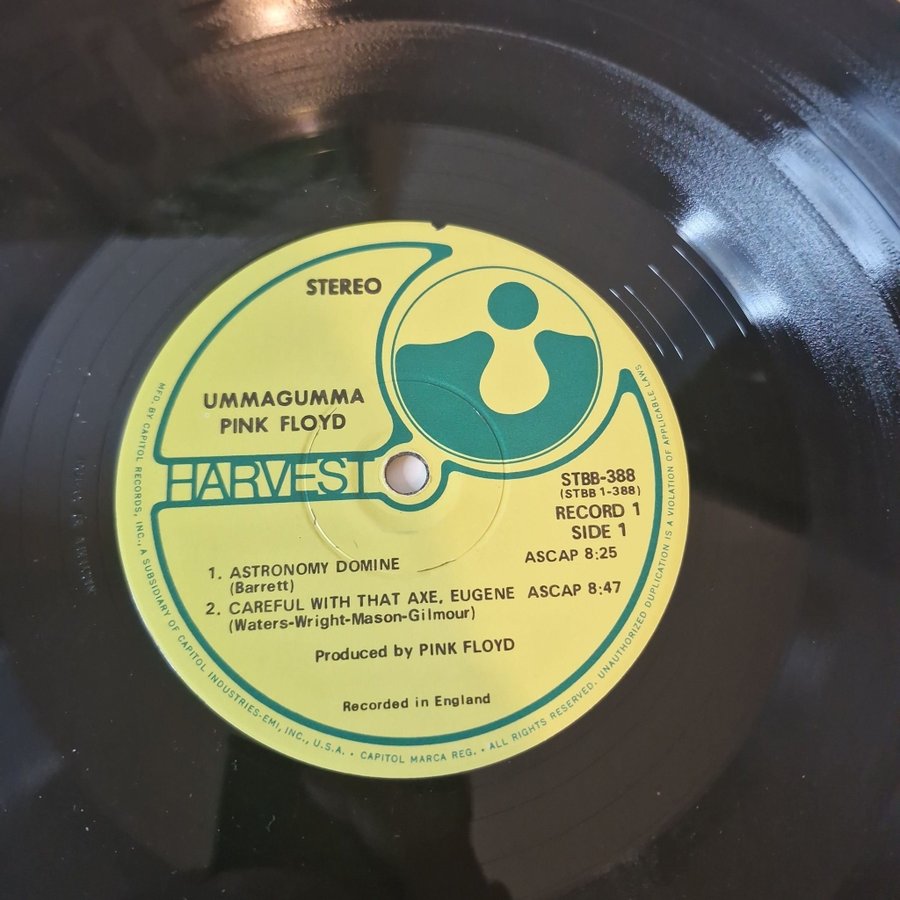 STEREO
UMMAGUMMA
PINK FLOYD
HARVEST
STBB-388
(STBB 1-388)
RECORD 1
SIDE 1
1. ASTRONOMY DOMINE ASCAP 8:25
(Barrett)
2. CAREFUL WITH THAT AXE, EUGENE ASCAP 8:47
(Waters-Wright-Mason-Gilmour)
Produced by PINK FLOYD
Recorded in England
MFD. BY CAPITOL RECORDS, INC., A SUBSIDIARY OF CAPITOL INDUSTRIES-EMI, INC., U.S.A. • CAPITOL MARCA REG. • ALL RIGHTS RESERVED. UNAUTHORIZED DUPLICATION IS A VIOLATION OF APPLICABLE LAWS